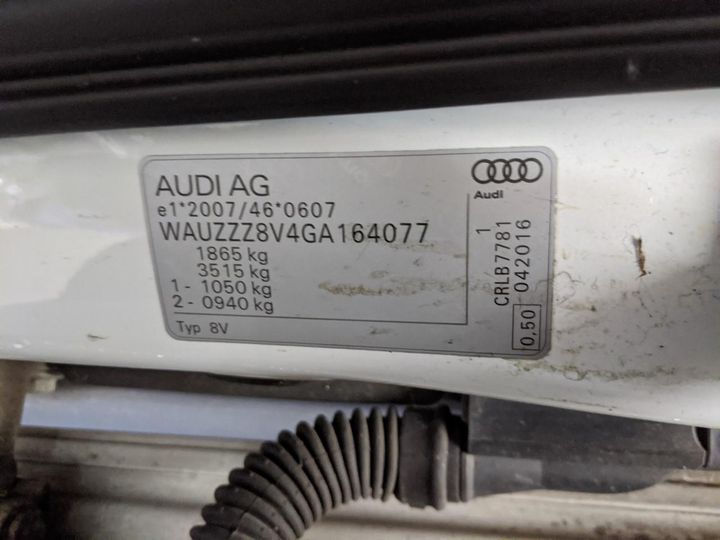 AUDI AG
e1*2007/46*0607
WAUZZZ8V4GA164077
1865 kg
3515 kg
1 - 1050 kg
2 - 0940 kg
Typ 8V
Audi
1
CRLB7781
042016
0,50